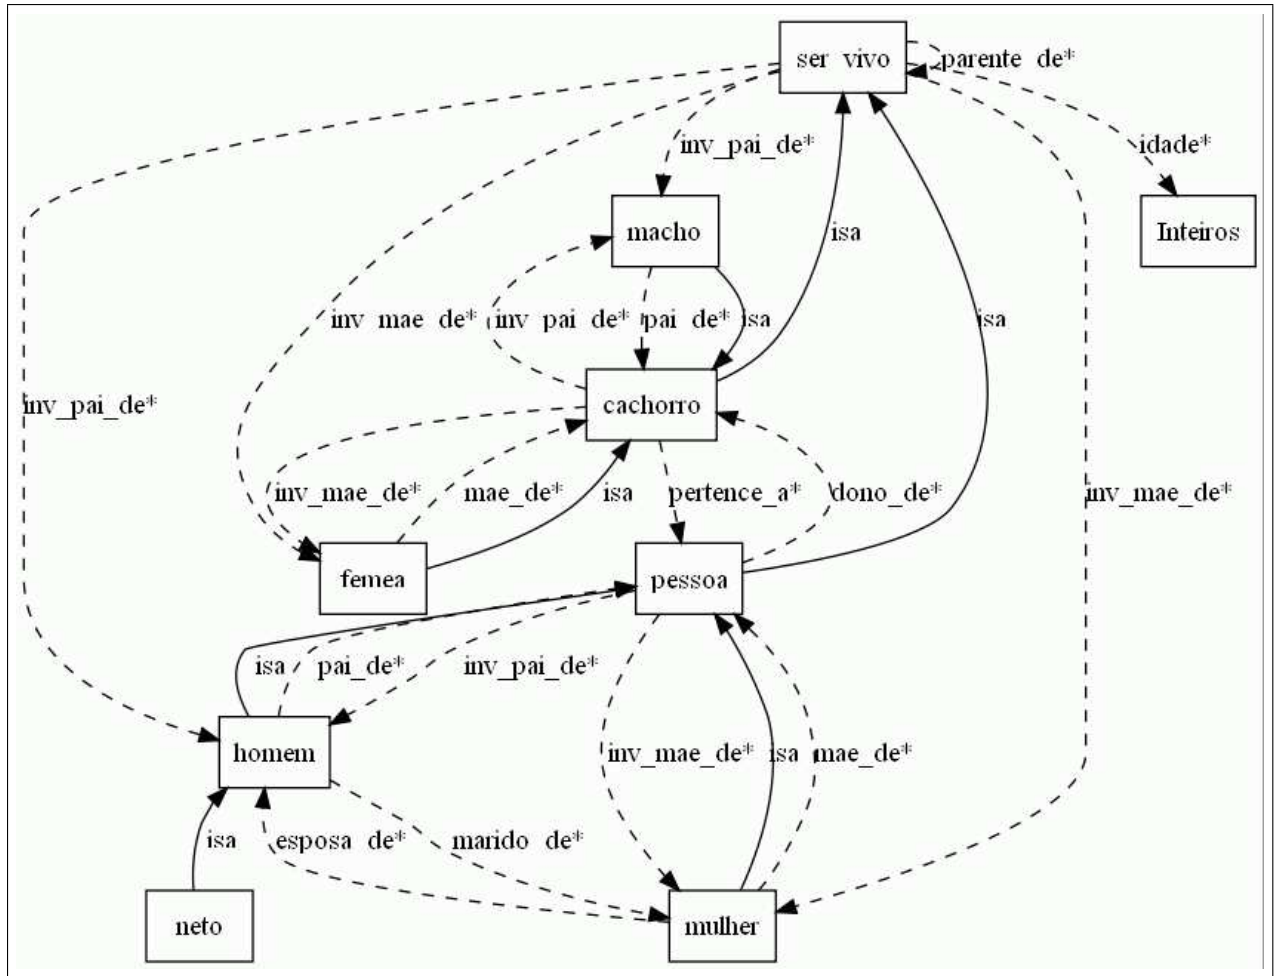 ser vivo
parente de*
inv_pai_de*
idade*
macho
isa
Inteiros
inv mae de*
inv pai de*
pai de*
isa
isa
inv_pai_de*
cachorro
inv_mae_de*
mae_de*
isa
pertence_a*
dono_de*
inv_mae_de*
femea
pessoa
isa
pai_de*
inv_pai_de*
homem
inv_mae_de*
isa
mae_de*
isa
esposa de*
marido de*
neto
mulher